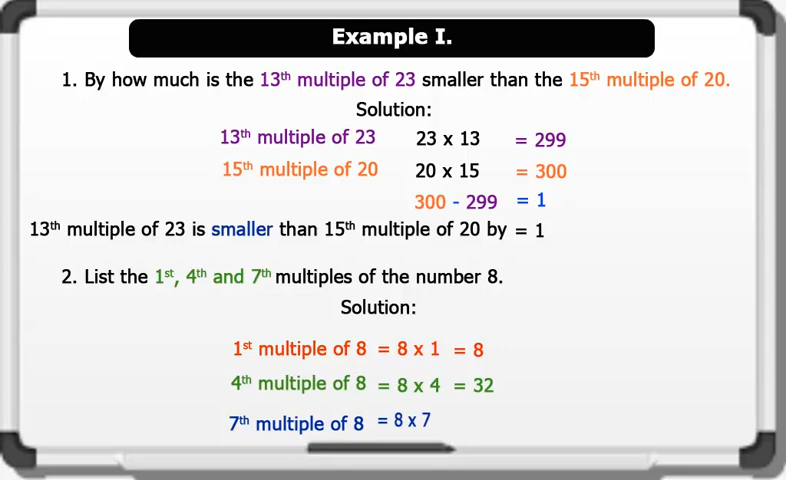 Example I.
1. By how much is the 13th multiple of 23 smaller than the 15th multiple of 20.
Solution:
13th multiple of 23 23 x 13 = 299
15th multiple of 20 20 x 15 = 300
300 - 299 = 1
13th multiple of 23 is smaller than 15th multiple of 20 by = 1
2. List the 1st, 4th and 7th multiples of the number 8.
Solution:
1st multiple of 8 = 8 x 1 = 8
4th multiple of 8 = 8 x 4 = 32
7th multiple of 8 = 8 x 7